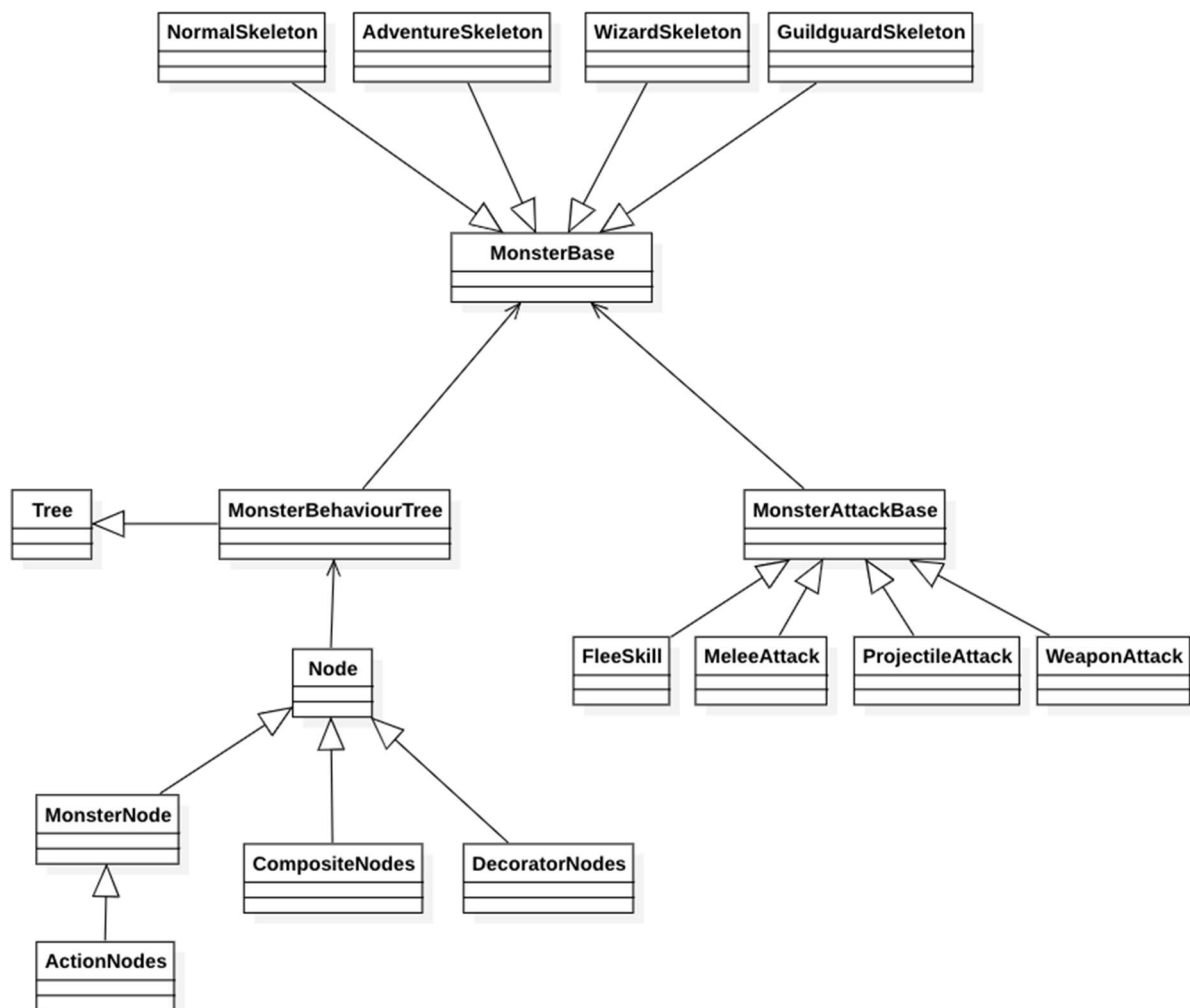 NormalSkeleton
AdventureSkeleton
WizardSkeleton
GuildguardSkeleton
MonsterBase
Tree
MonsterBehaviourTree
MonsterAttackBase
Node
FleeSkill
MeleeAttack
ProjectileAttack
WeaponAttack
MonsterNode
CompositeNodes
DecoratorNodes
ActionNodes